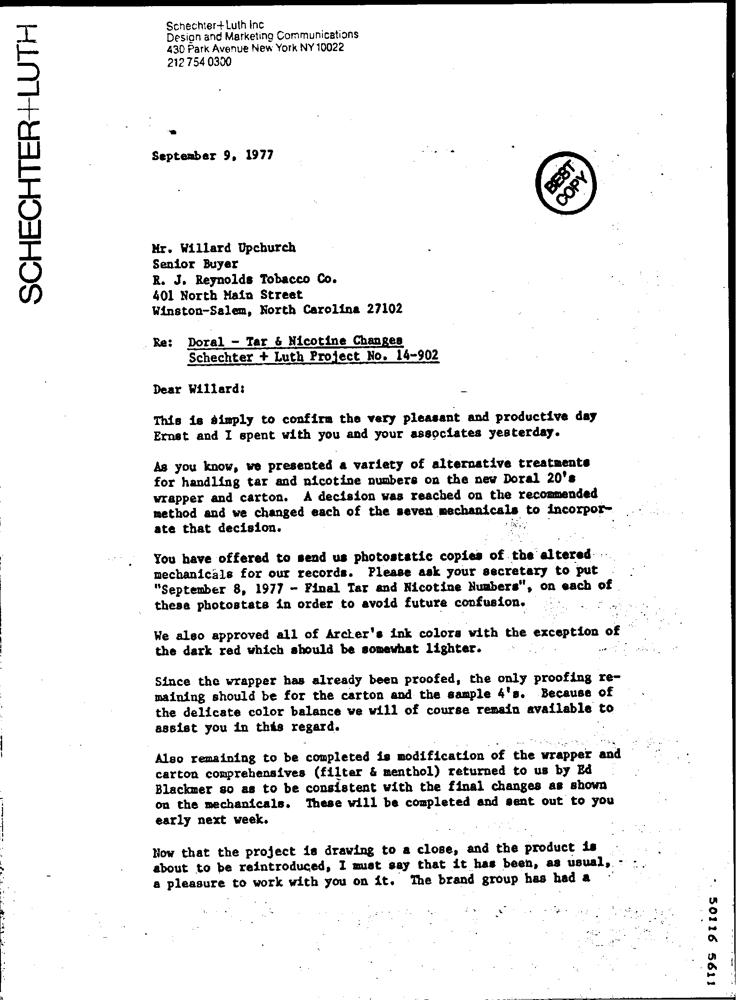 SCHECHTER+LUTH
Schechter+Luth Inc
Design and Marketing Communications
430 Park Avenue New York NY 10022
212 754 0300
September 9, 1977
BEST
COPY
Mr. Willard Upchurch
Senior Buyer
R. J. Reynolds Tobacco Co.
401 North Main Street
Winston-Salem, North Carolina 27102
Re: Doral - Tar & Nicotine Changes
Schechter + Luth Project No. 14-902
Dear Willard:
This is simply to confirm the very pleasant and productive day
Ernst and I spent with you and your associates yesterday.
As you know, we presented a variety of alternative treatments
for handling tar and nicotine numbers on the new Doral 20's
wrapper and carton. A decision was reached on the recommended
method and we changed each of the seven mechanicals to incorpor-
ate that decision.
You have offered to send us photostatic copies of the altered
mechanicals for our records. Please ask your secretary to put
"September 8, 1977 - Final Tar and Nicotine Numbers", on each of
these photostats in order to avoid future confusion.
We also approved all of Archer's ink colors with the exception of
the dark red which should be somewhat lighter.
Since the wrapper has already been proofed, the only proofing re-
maining should be for the carton and the sample 4's. Because of
the delicate color balance we will of course remain available to
assist you in this regard.
Also remaining to be completed is modification of the wrapper and
carton comprehensives (filter & menthol) returned to us by Ed
Blackmer so as to be consistent with the final changes as shown
on the mechanicals. These will be completed and sent out to you
early next week.
Now that the project is drawing to a close, and the product is
about to be reintroduced, I must say that it has been, as usual,
a pleasure to work with you on it. The brand group has had a
50116 5611